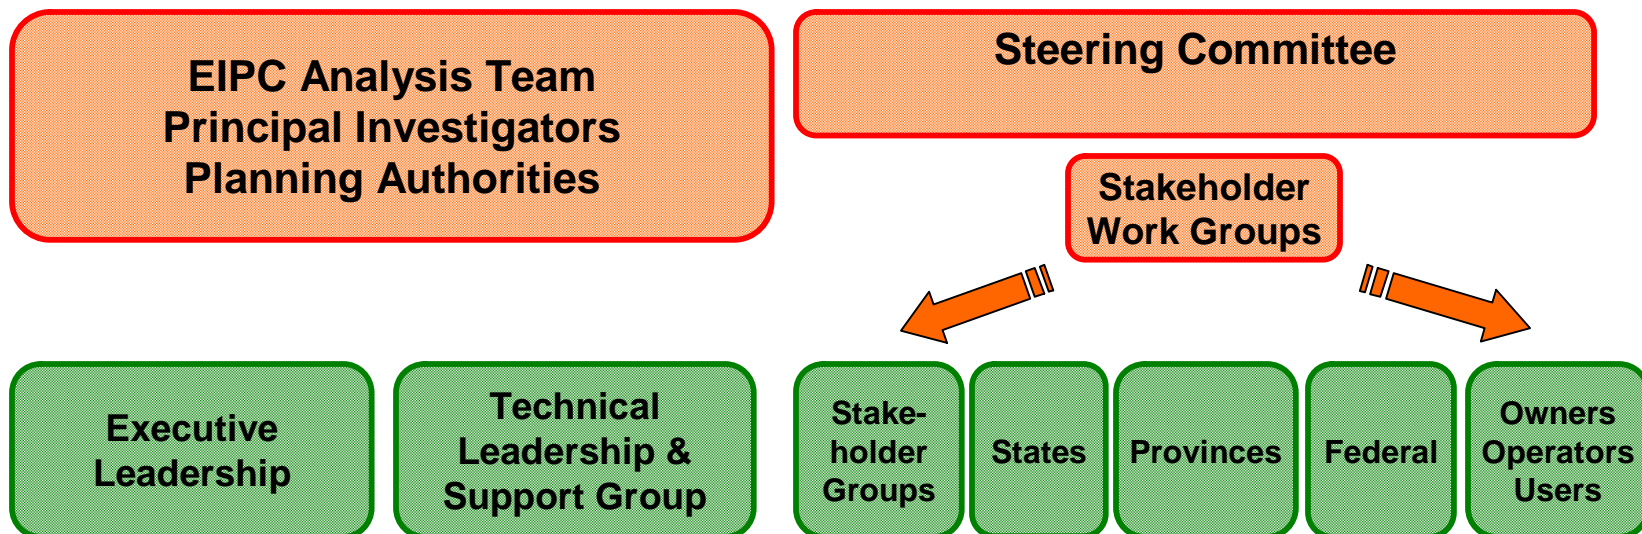 EIPC Analysis Team
Principal Investigators
Planning Authorities
Steering Committee
Stakeholder
Work Groups
Executive
Leadership
Technical
Leadership &
Support Group
Stake-
holder
Groups
States
Provinces
Federal
Owners
Operators
Users